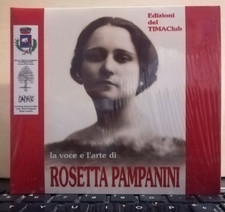 Edizioni
del
TIMAClub
la voce e l'arte di
ROSETTA PAMPANINI